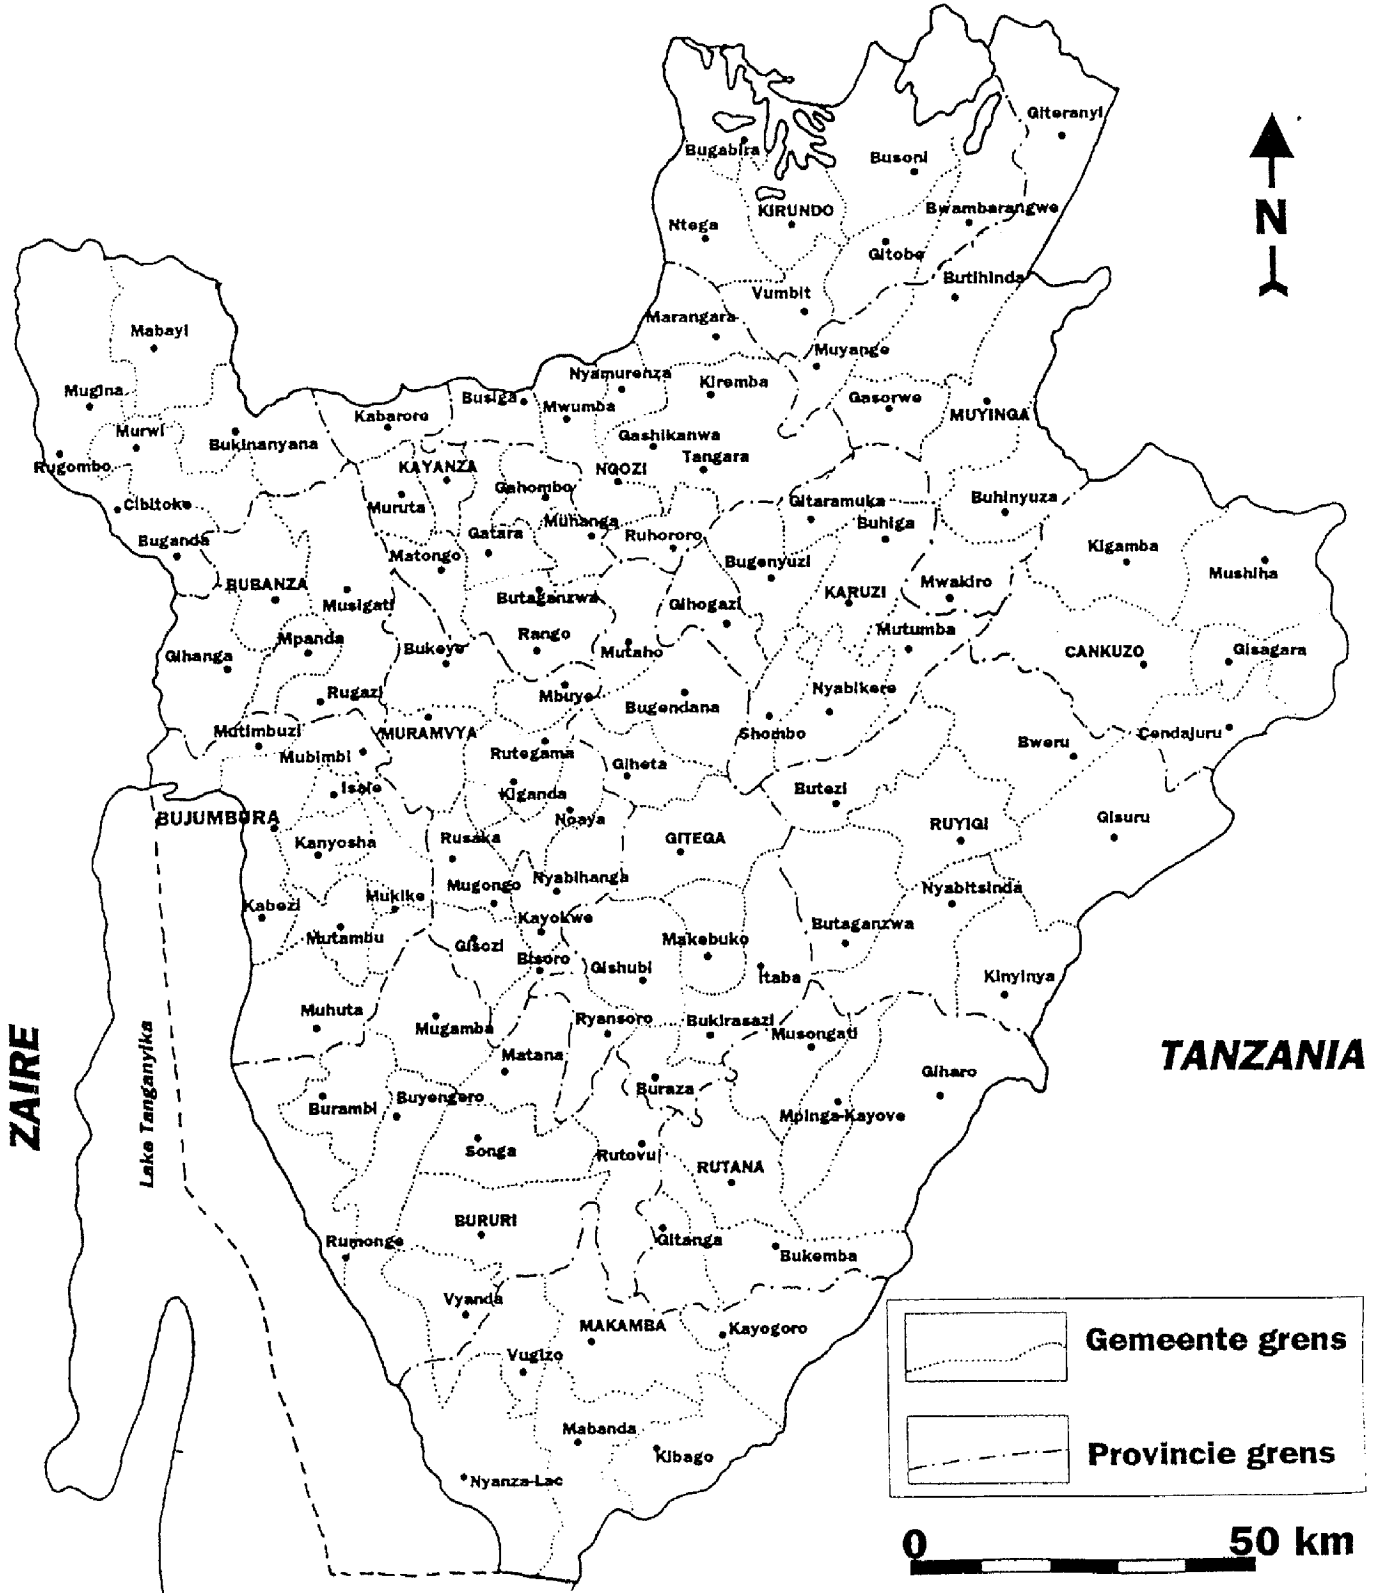 Giteranyi
Bugabira
Busoni
KIRUNDO
Bwambarangwe
Ntega
N
Gitobe
Butihinda
Vumbit
Marangara
Mabayi
Muyange
Nyamurenza
Kiremba
Mugina
Busiga
Mwumba
Gasorwe
Kabarore
MUYINGA
Murwi
Bukinanyana
Gashikanwa
Rugombo
KAYANZA
NGOZI
Tangara
Gahombo
Cibitoke
Muruta
Gitaramuka
Buhinyuza
Muhanga
Buhiga
Buganda
Gatara
Ruhororo
Matongo
Kigamba
Bugenyuzi
Mushiha
BUBANZA
Mwakiro
Musigati
Butaganzwa
Gihogazi
KARUZI
Mpanda
Rango
Mutumba
Gihanga
Bukeye
Mutaho
CANKUZO
Gisagara
Rugazi
Mbuye
Nyabikere
Bugendana
Mutimbuzi
MURAMVYA
Shombo
Cendajuru
Mubimbi
Rutegama
Bweru
Giheta
Isale
Kiganda
Butezi
BUJUMBURA
Ndaya
Gisuru
Kanyosha
Rusaka
GITEGA
RUYIGI
Mugongo
Nyabihanga
Nyabitsinda
Kabezi
Mukike
Kayokwe
Butaganzwa
Mutambu
Gisozi
Makebuko
Bisoro
Gishubi
Itaba
Kinyinya
Muhuta
Mugamba
Ryansoro
Bukirasazi
Musongati
Matana
TANZANIA
ZAIRE
Lake Tanganyika
Giharo
Buraza
Burambi
Buyengero
Mpinga-Kayove
Songa
Rutovu
RUTANA
BURURI
Rumonge
Gitanga
Bukemba
Vyanda
MAKAMBA
Kayogoro
Vugizo
Mabanda
Kibago
Nyanza-Lac
Gemeente grens
Provincie grens
0 50 km